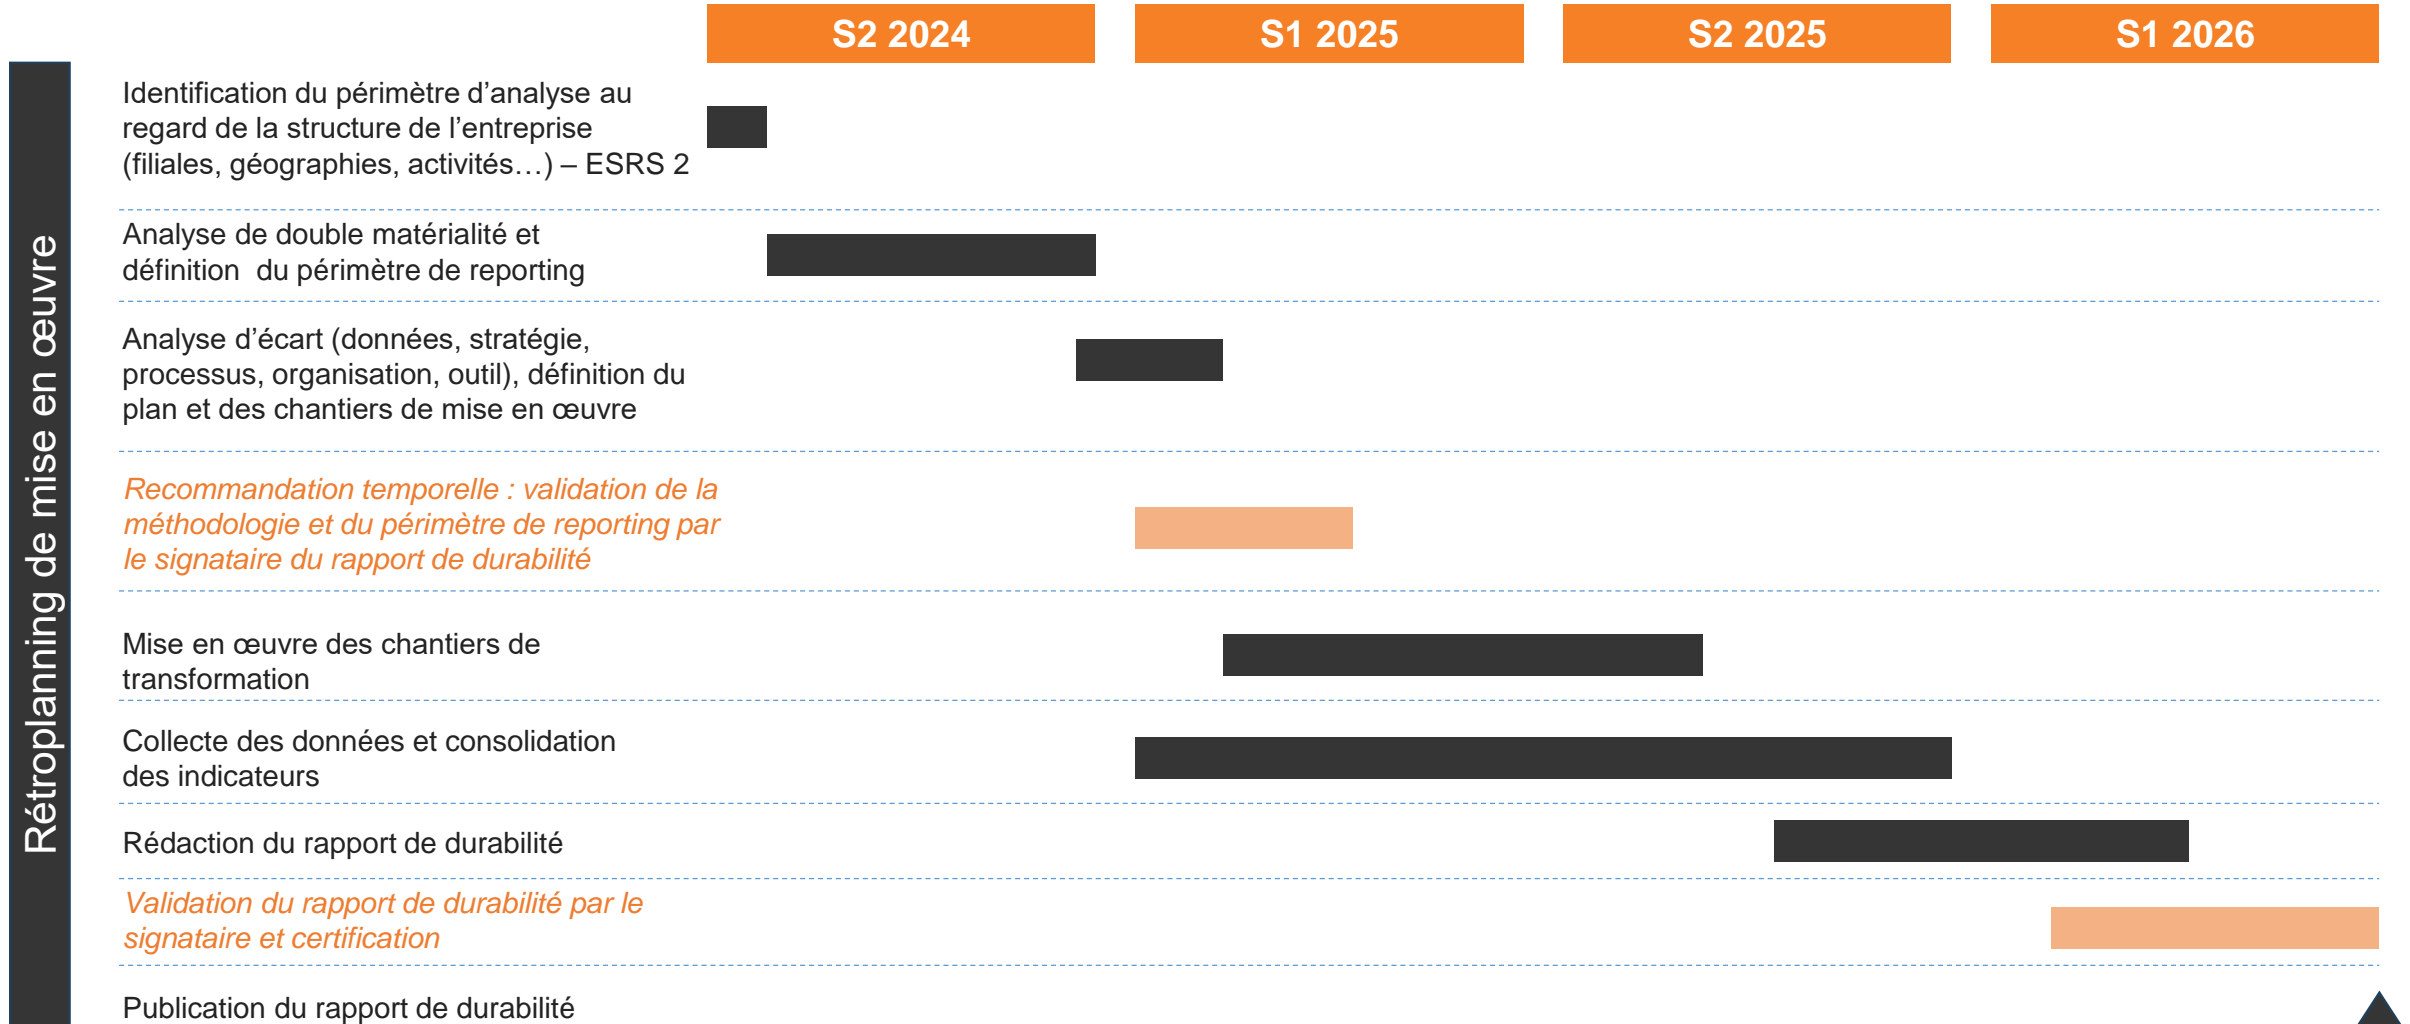 S2 2024
S1 2025
S2 2025
S1 2026
Rétroplanning de mise en œuvre
Identification du périmètre d’analyse au
regard de la structure de l’entreprise
(filiales, géographies, activités…) – ESRS 2
Analyse de double matérialité et
définition  du périmètre de reporting
Analyse d’écart (données, stratégie,
processus, organisation, outil), définition du
plan et des chantiers de mise en œuvre
Recommandation temporelle : validation de la
méthodologie et du périmètre de reporting par
le signataire du rapport de durabilité
Mise en œuvre des chantiers de
transformation
Collecte des données et consolidation
des indicateurs
Rédaction du rapport de durabilité
Validation du rapport de durabilité par le
signataire et certification
Publication du rapport de durabilité